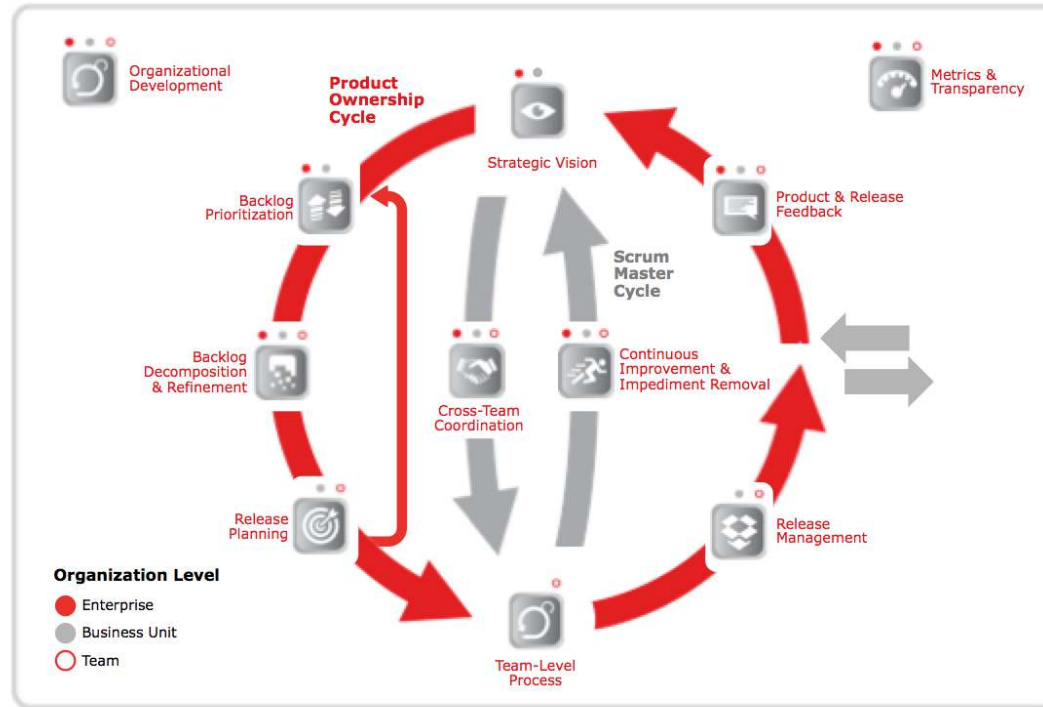 Organizational
Development
Product
Ownership
Cycle
Strategic Vision
Metrics &
Transparency
Backlog
Prioritization
Product & Release
Feedback
Scrum
Master
Cycle
Backlog
Decomposition
& Refinement
Cross-Team
Coordination
Continuous
Improvement &
Impediment Removal
Release
Planning
Release
Management
Team-Level
Process
Organization Level
Enterprise
Business Unit
Team